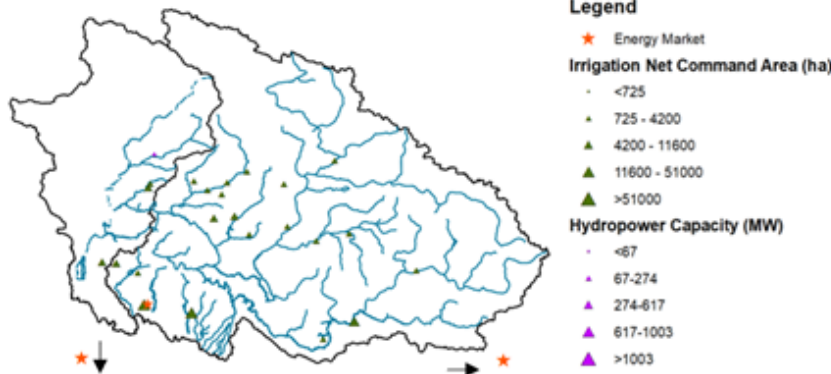 Legend
Energy Market
Irrigation Net Command Area (ha)
<725
725 - 4200
4200 - 11600
11600 - 51000
>51000
Hydropower Capacity (MW)
<67
67-274
274-617
617-1003
>1003